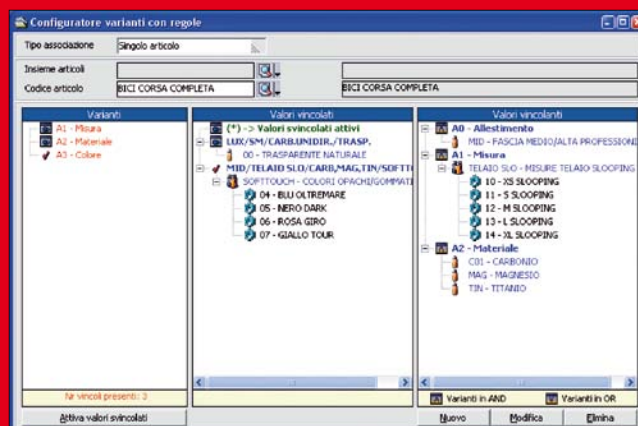 Configuratore varianti con regole
Tipo associazione
Singolo articolo
Insieme articoli
Codice articolo
BICI CORSA COMPLETA
BICI CORSA COMPLETA
Varianti
A1 - Misura
A2 - Materiale
A3 - Colore
Nr vincoli presenti: 3
Attiva valori svincolati
Valori vincolati
(*) -> Valori svincolati attivi
LUX/SM/CARB.UNIDIR./TRASP.
00 - TRASPARENTE NATURALE
MID/TELAIO SLO/CARB,MAG,TIN/SOFTT
SOFTTOUCH - COLORI OPACHI/GOMMATI
04 - BLU OLTREMARE
05 - NERO DARK
06 - ROSA GIRO
07 - GIALLO TOUR
Valori vincolanti
A0 - Allestimento
MID - FASCIA MEDIO/ALTA PROFESSIONI
A1 - Misura
TELAIO SLO - MISURE TELAIO SLOOPING
10 - XS SLOOPING
11 - S SLOOPING
12 - M SLOOPING
13 - L SLOOPING
14 - XL SLOOPING
A2 - Materiale
C01 - CARBONIO
MAG - MAGNESIO
TIN - TITANIO
Varianti in AND
Varianti in OR
Nuovo
Modifica
Elimina